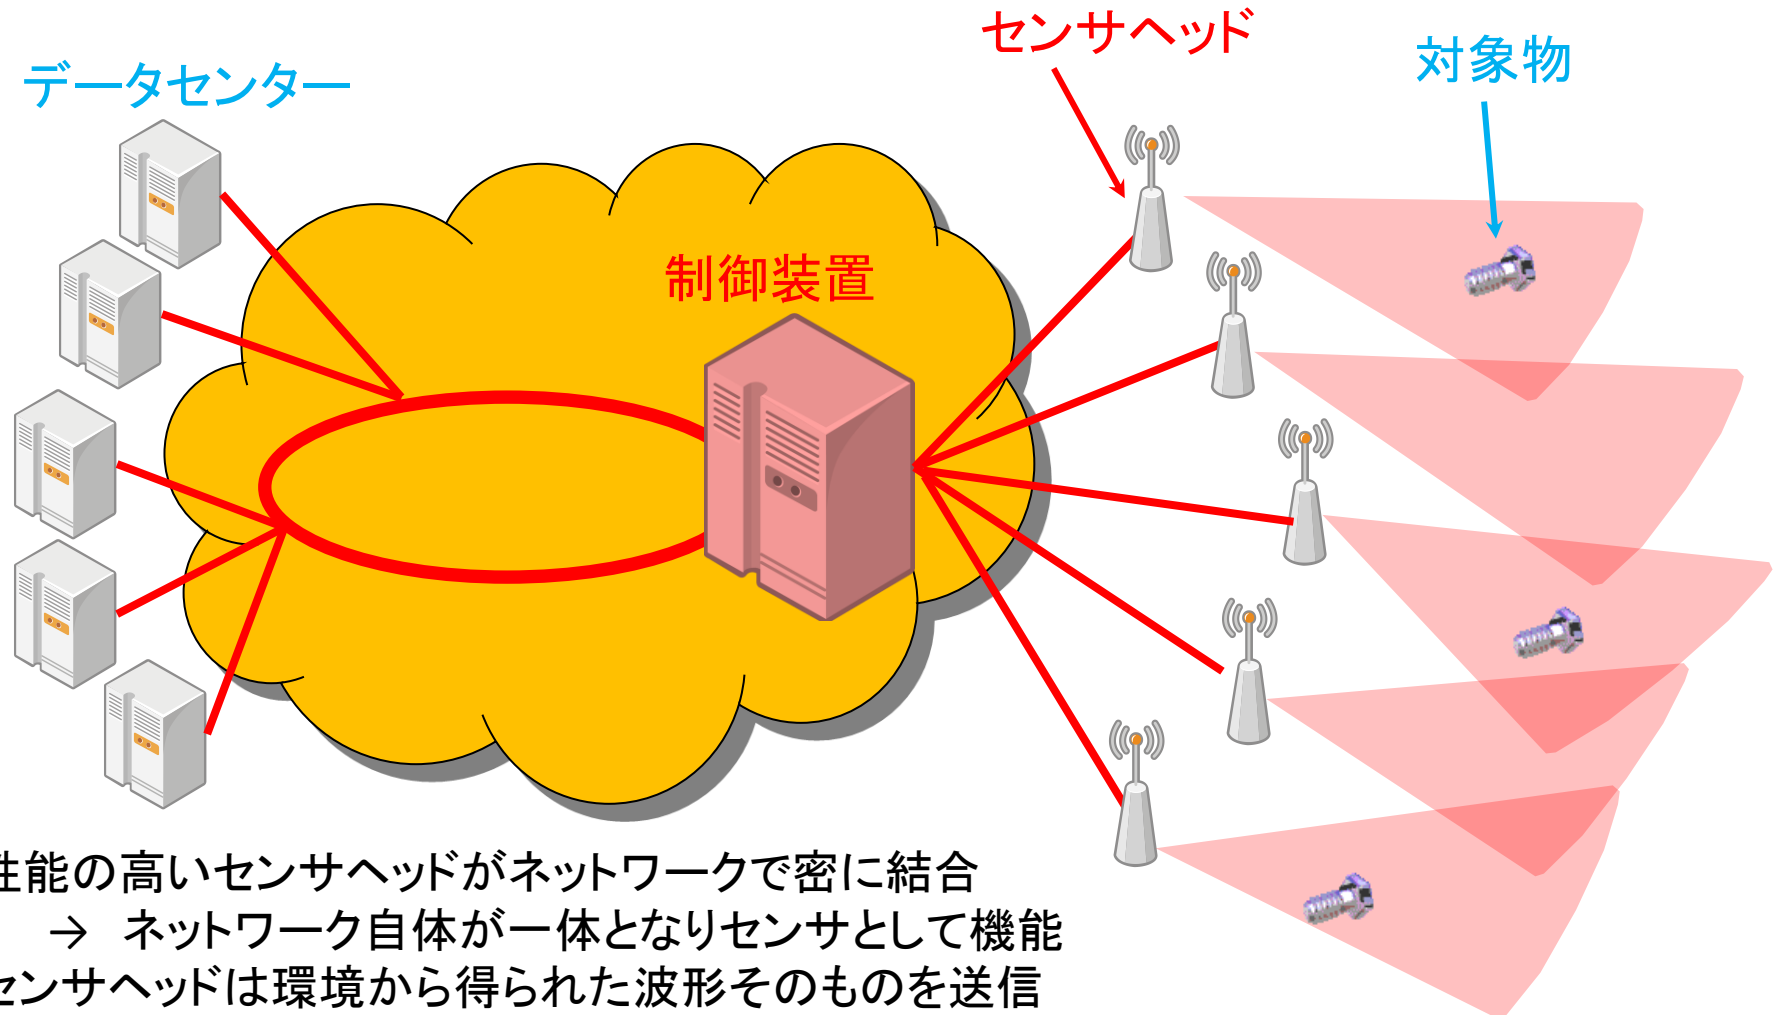 センサヘッド
対象物
データセンター
制御装置
性能の高いセンサヘッドがネットワークで密に結合
→ ネットワーク自体が一体となりセンサとして機能
センサヘッドは環境から得られた波形そのものを送信